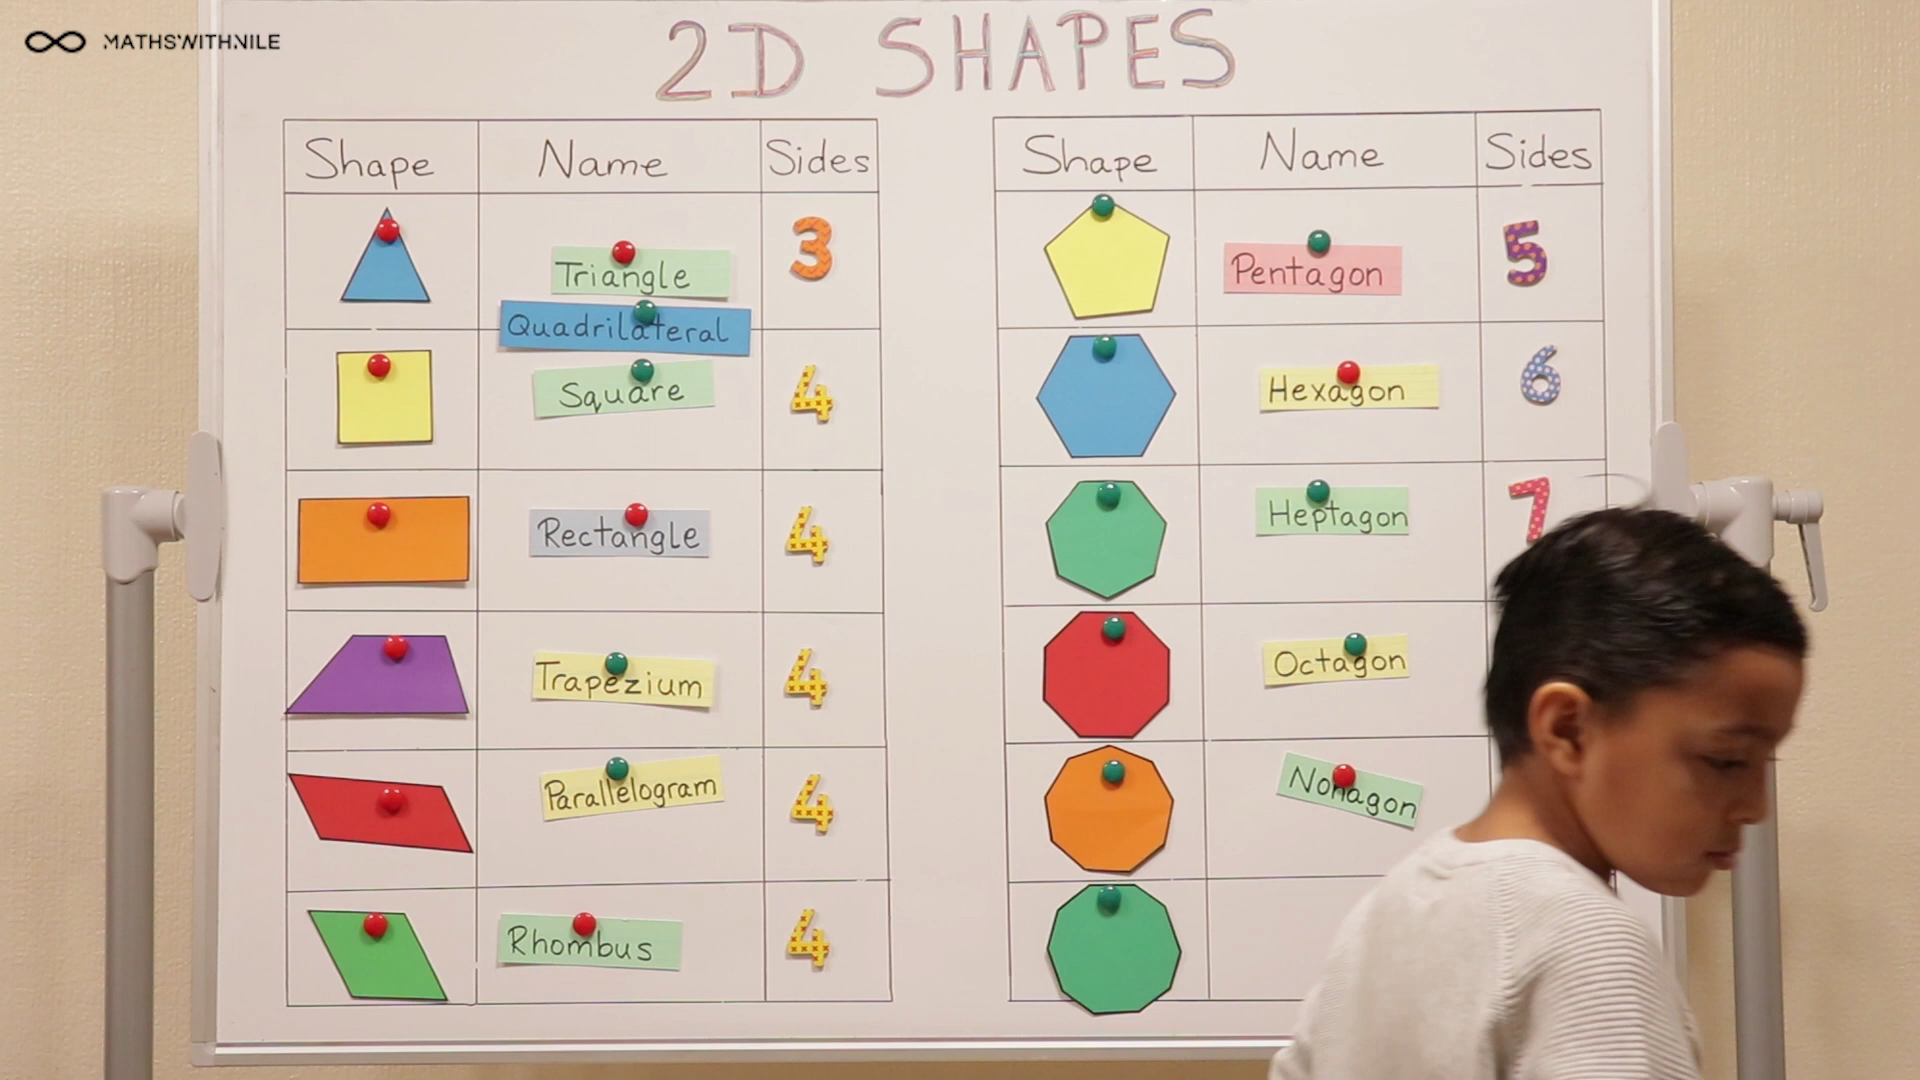 MATHSWITHNILE
2D SHAPES
Shape Name Sides
Triangle 3
Quadrilateral
Square 4
Rectangle 4
Trapezium 4
Parallelogram 4
Rhombus 4
Shape Name Sides
Pentagon 5
Hexagon 6
Heptagon 7
Octagon
Nonagon